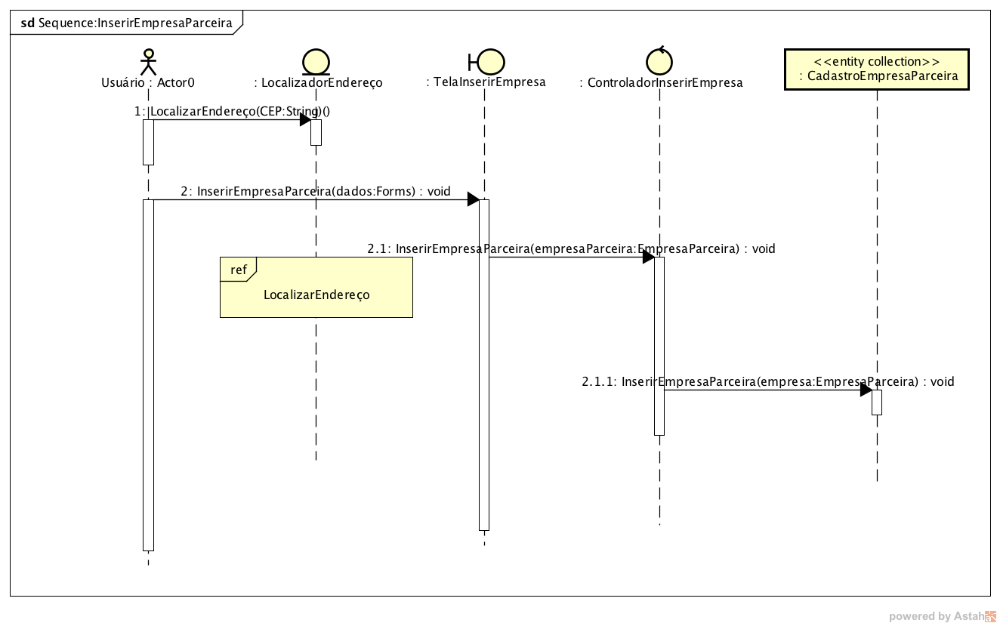 sd Sequence:InserirEmpresaParceira
Usuário : Actor0
: LocalizadorEndereço
: TelaInserirEmpresa
: ControladorInserirEmpresa
<<entity collection>>
: CadastroEmpresaParceira
1: LocalizarEndereço(CEP:String)()
2: InserirEmpresaParceira(dados:Forms) : void
2.1: InserirEmpresaParceira(empresaParceira:EmpresaParceira) : void
ref
LocalizarEndereço
2.1.1: InserirEmpresaParceira(empresa:EmpresaParceira) : void
powered by Astah